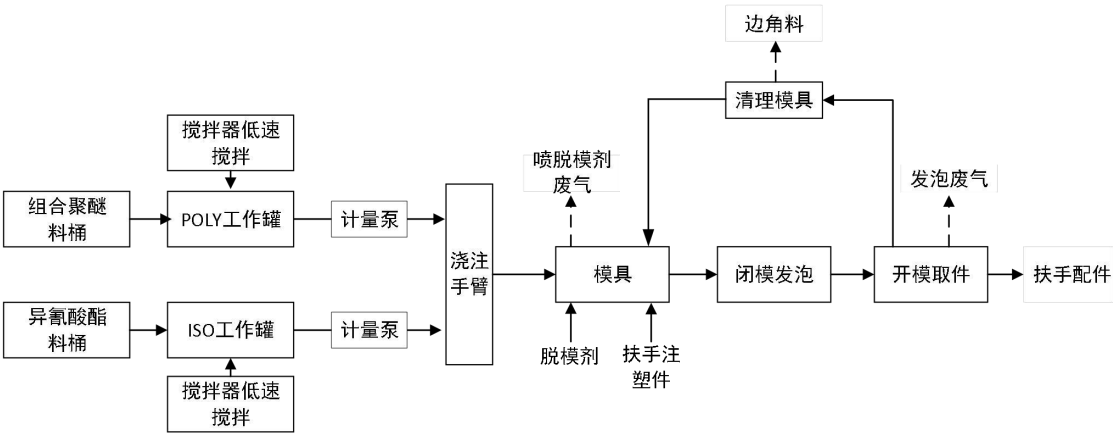 边角料
清理模具
搅拌器低速
搅拌
喷脱模剂
废气
发泡废气
组合聚醚
料桶
POLY工作罐
计量泵
浇注
手臂
模具
闭模发泡
开模取件
扶手配件
异氰酸酯
料桶
ISO工作罐
计量泵
脱模剂
扶手注
塑件
搅拌器低速
搅拌